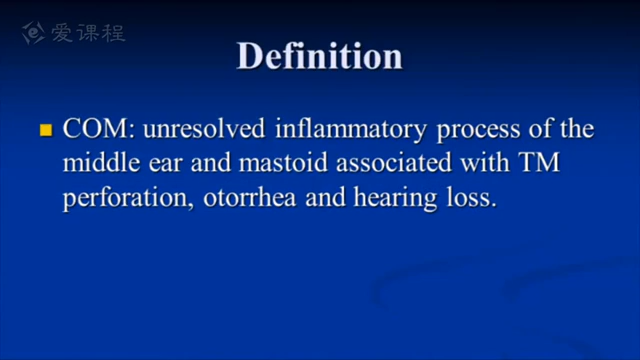 爱课程
Definition
COM: unresolved inflammatory process of the
middle ear and mastoid associated with TM
perforation, otorrhea and hearing loss.